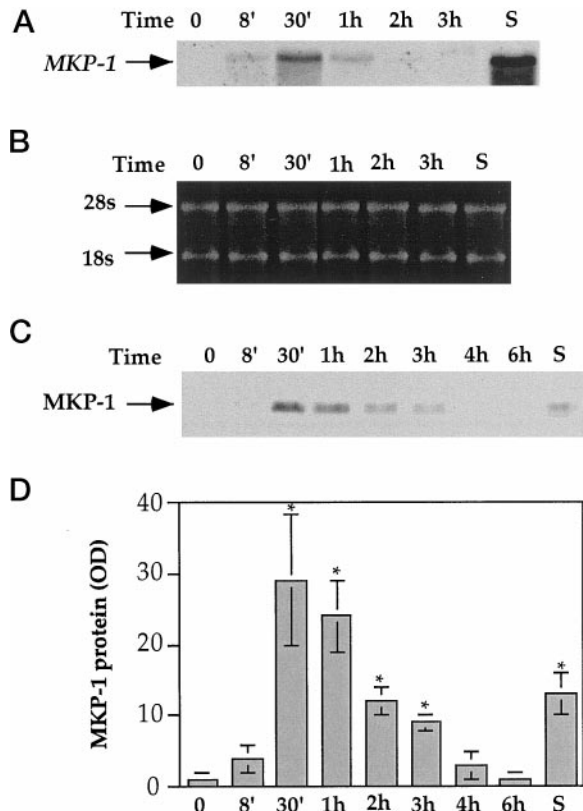 A
Time 0 8' 30' 1h 2h 3h S
MKP-1
B
Time 0 8' 30' 1h 2h 3h S
28s
18s
C
Time 0 8' 30' 1h 2h 3h 4h 6h S
MKP-1
D
MKP-1 protein (OD)
40
30
20
10
0
* * * * *
0 8' 30' 1h 2h 3h 4h 6h S